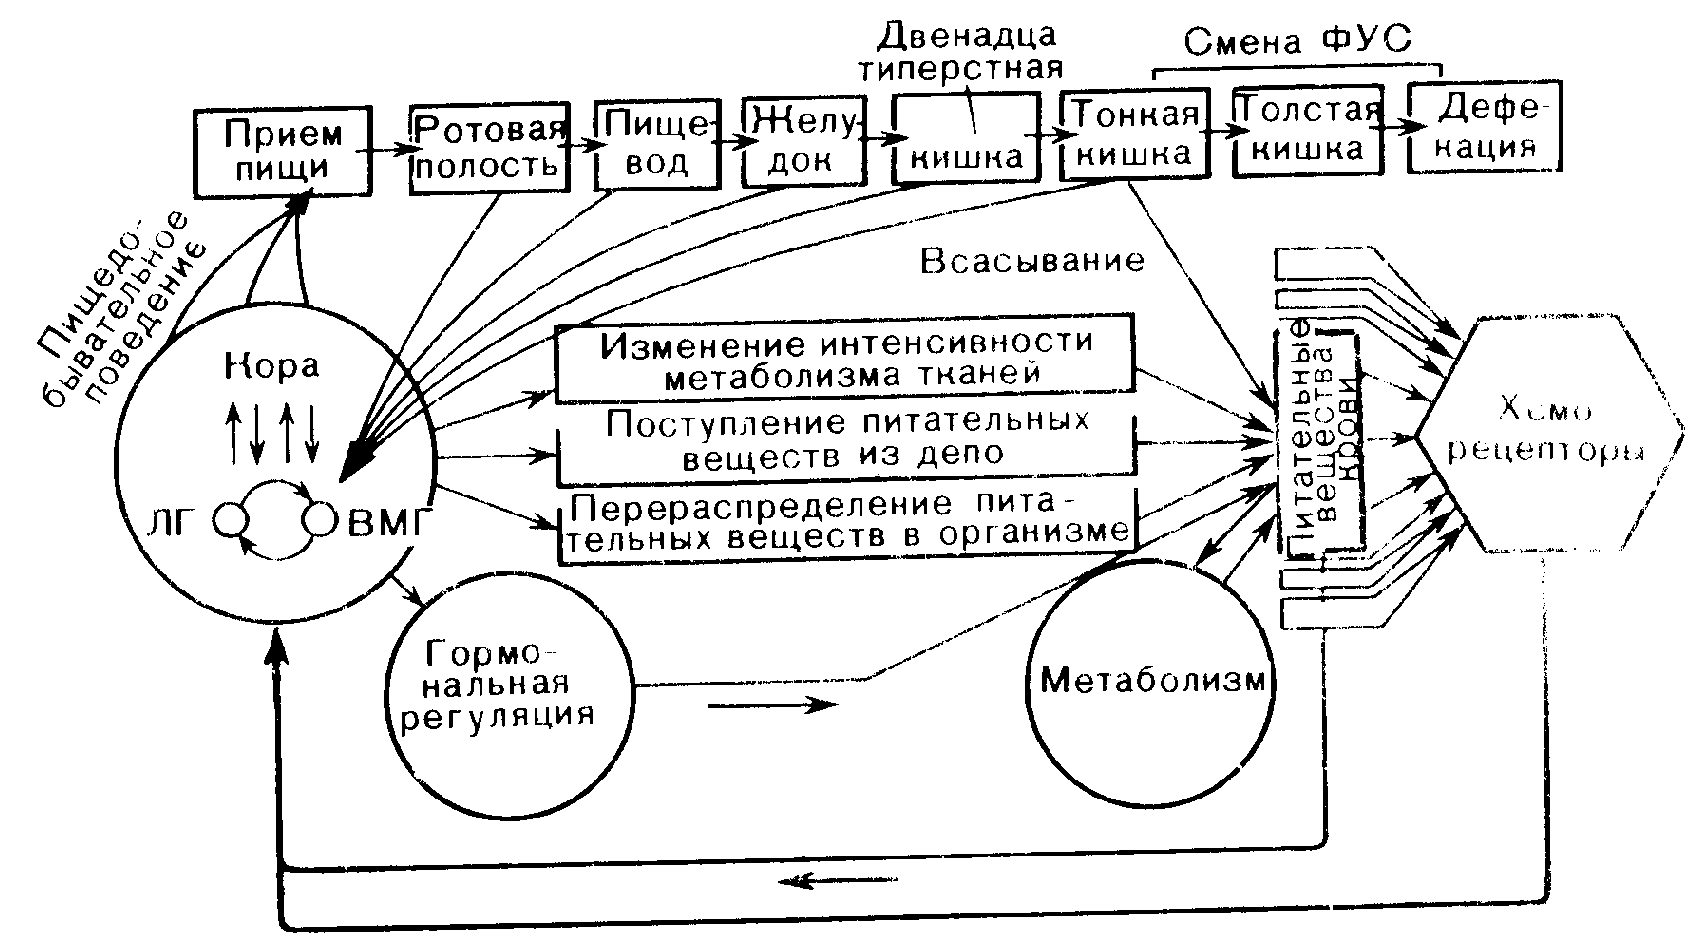 Двенадца
типерстная
Смена ФУС
Прием
пищи
Ротовая
полость
Пище-
вод
Желу-
док
кишка
Тонкая
кишка
Толстая
кишка
Дефе-
кация
Пищедо-
бывательное
поведение
Всасывание
Кора
ЛГ
ВМГ
Изменение интенсивности
метаболизма тканей
Поступление питательных
веществ из депо
Перераспределение пита-
тельных веществ в организме
Питательные
вещества
крови
Хемо
рецепторы
Гормо-
нальная
регуляция
Метаболизм